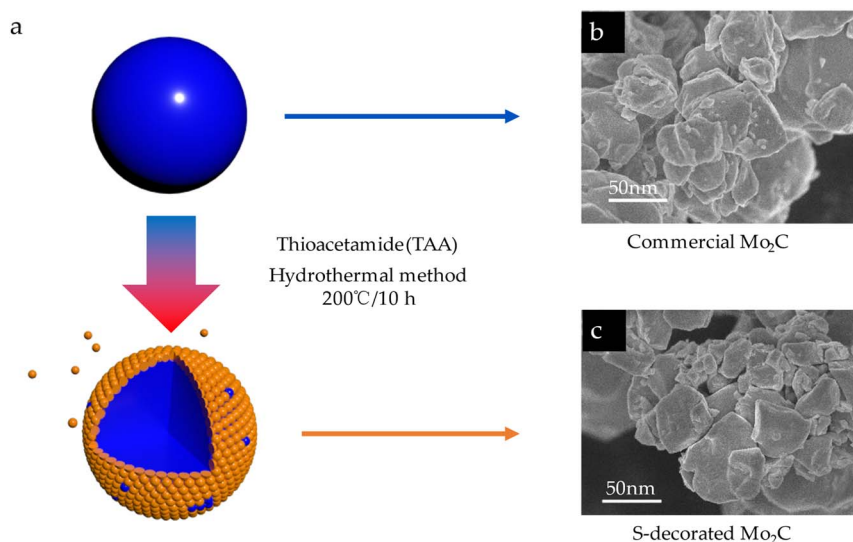 a
b
50nm
Commercial Mo₂C
Thioacetamide(TAA)
Hydrothermal method
200℃/10 h
c
50nm
S-decorated Mo₂C